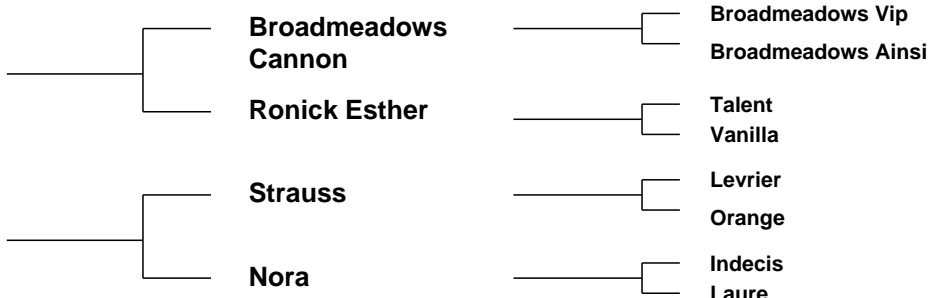 Broadmeadows
Cannon
Ronick Esther
Strauss
Nora
Broadmeadows Vip
Broadmeadows Ainsi
Talent
Vanilla
Levrier
Orange
Indecis
Laure